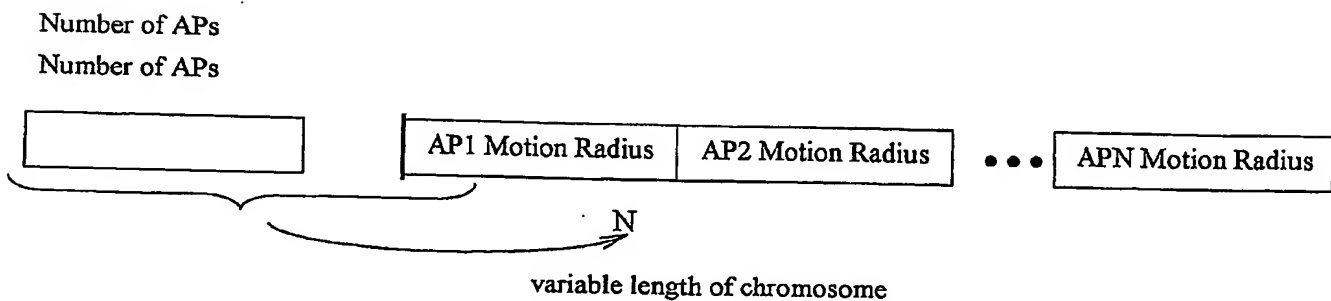 Number of APs
Number of APs
AP1 Motion Radius AP2 Motion Radius ••• APN Motion Radius
N
variable length of chromosome